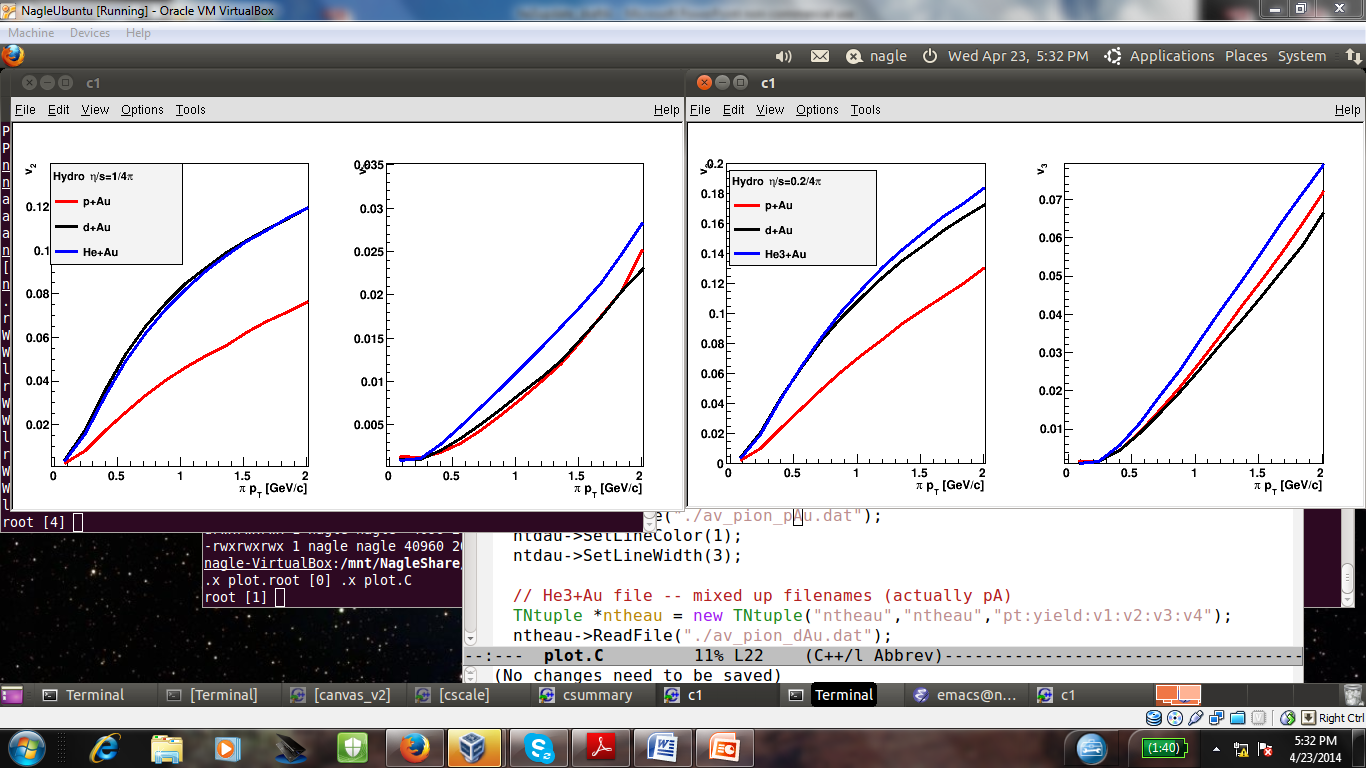 NagleUbuntu [Running] - Oracle VM VirtualBox
Machine Devices Help
nagle Wed Apr 23, 5:32 PM Applications Places System
c1
File Edit View Options Tools Help
v2
Hydro η/s=1/4π
p+Au
d+Au
He+Au
0.12
0.1
0.08
0.06
0.04
0.02
0 0.5 1 1.5 2
π pT [GeV/c]
0.035
0.03
0.025
0.02
0.015
0.01
0.005
0 0.5 1 1.5 2
π pT [GeV/c]
c1
File Edit View Options Tools Help
Hydro η/s=0.2/4π
p+Au
d+Au
He3+Au
0.2
0.18
0.16
0.14
0.12
0.1
0.08
0.06
0.04
0.02
0
0 0.5 1 1.5 2
π pT [GeV/c]
v3
0.07
0.06
0.05
0.04
0.03
0.02
0.01
0 0.5 1 1.5 2
π pT [GeV/c]
root [4]
-rwxrwxrwx 1 nagle nagle 40960 20
nagle-VirtualBox:/mnt/NagleShare/
.x plot.root [0] .x plot.C
root [1]
e("./av_pion_pAu.dat");
ntdau->SetLineColor(1);
ntdau->SetLineWidth(3);
// He3+Au file -- mixed up filenames (actually pA)
TNtuple *ntheau = new TNtuple("ntheau","ntheau","pt:yield:v1:v2:v3:v4");
ntheau->ReadFile("./av_pion_dAu.dat");
--:--- plot.C 11% L22 (C++/l Abbrev)------------------------------------
(No changes need to be saved)
Terminal [Terminal] [canvas_v2] [cscale] csummary c1 Terminal emacs@n... c1
Right Ctrl
(1:40)
5:32 PM
4/23/2014